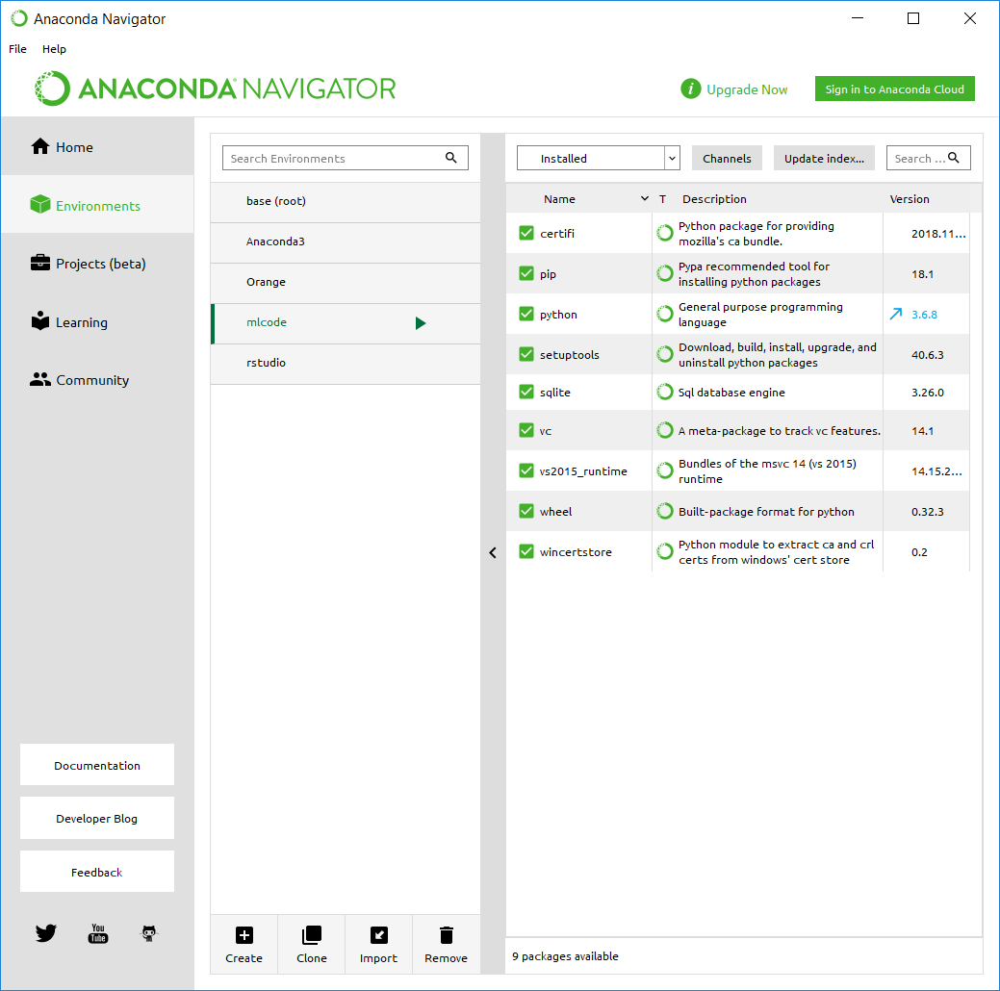 Anaconda Navigator
File Help
ANACONDA NAVIGATOR
i Upgrade Now
Sign in to Anaconda Cloud
Home
Environments
Projects (beta)
Learning
Community
Documentation
Developer Blog
Feedback
You
Tube
Search Environments
base (root)
Anaconda3
Orange
mlcode
rstudio
Create Clone Import Remove
Installed Channels Update index... Search ...
Name T Description Version
certifi Python package for providing 2018.11...
mozilla's ca bundle.
pip Pypa recommended tool for 18.1
installing python packages
python General purpose programming 3.6.8
language
setuptools Download, build, install, upgrade, and 40.6.3
uninstall python packages
sqlite Sql database engine 3.26.0
vc A meta-package to track vc features. 14.1
vs2015_runtime Bundles of the msvc 14 (vs 2015) 14.15.2...
runtime
wheel Built-package format for python 0.32.3
wincertstore Python module to extract ca and crl 0.2
certs from windows' cert store
9 packages available